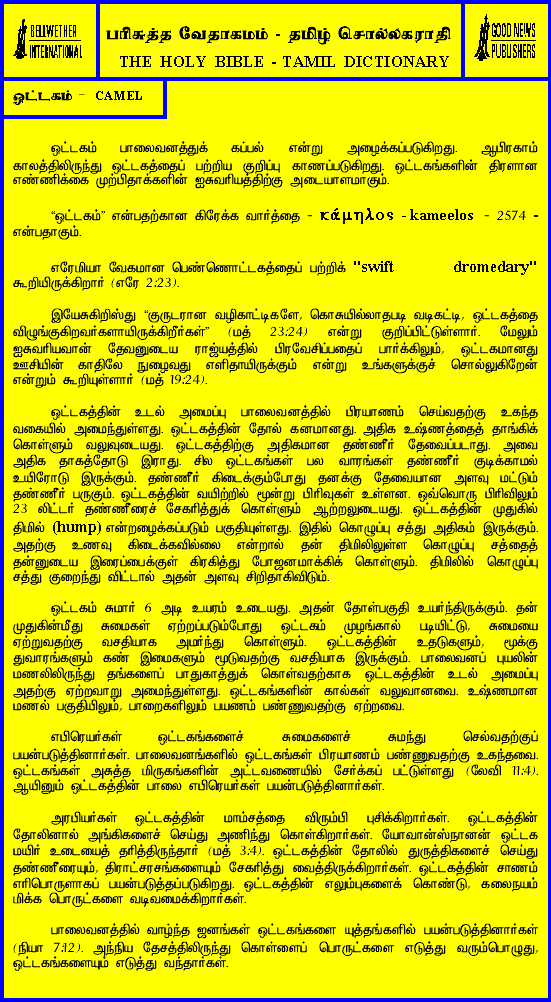 BELLWETHER
INTERNATIONAL
பரிசுத்த வேதாகமம் - தமிழ் சொல்லகராதி
THE HOLY BIBLE - TAMIL DICTIONARY
GOOD NEWS
PUBLISHERS
ஒட்டகம் – CAMEL
ஒட்டகம் பாலைவனத்துக் கப்பல் என்று அழைக்கப்படுகிறது. ஆபிரகாம்
காலத்திலிருந்து ஒட்டகத்தைப் பற்றிய குறிப்பு காணப்படுகிறது. ஒட்டகங்களின் திரளான
எண்ணிக்கை முற்பிதாக்களின் ஐசுவரியத்திற்கு அடையாளமாகும்.
“ஒட்டகம்” என்பதற்கான கிரேக்க வார்த்தை - κάμηλος - kameelos - 2574 -
என்பதாகும்.
எரேமியா வேகமான பெண்ணொட்டகத்தைப் பற்றிக் "swift dromedary"
கூறியிருக்கிறார் (எரே 2:23).
இயேசுகிறிஸ்து “குருடரான வழிகாட்டிகளே, கொசுயில்லாதபடி வடிகட்டி, ஒட்டகத்தை
விழுங்குகிறவர்களாயிருக்கிறீர்கள்” (மத் 23:24) என்று குறிப்பிட்டுள்ளார். மேலும்
ஐசுவரியவான் தேவனுடைய ராஜ்யத்தில் பிரவேசிப்பதைப் பார்க்கிலும், ஒட்டகமானது
ஊசியின் காதிலே நுழைவது எளிதாயிருக்கும் என்று உங்களுக்குச் சொல்லுகிறேன்
என்றும் கூறியுள்ளார் (மத் 19:24).
ஒட்டகத்தின் உடல் அமைப்பு பாலைவனத்தில் பிரயாணம் செய்வதற்கு உகந்த
வகையில் அமைந்துள்ளது. ஒட்டகத்தின் தோல் கனமானது. அதிக உஷ்ணத்தைத் தாங்கிக்
கொள்ளும் வலுவுடையது. ஒட்டகத்திற்கு அதிகமான தண்ணீர் தேவைப்படாது. அவை
அதிக தாகத்தோடு இராது. சில ஒட்டகங்கள் பல வாரங்கள் தண்ணீர் குடிக்காமல்
உயிரோடு இருக்கும். தண்ணீர் கிடைக்கும்போது தனக்கு தேவையான அளவு மட்டும்
தண்ணீர் பருகும். ஒட்டகத்தின் வயிற்றில் மூன்று பிரிவுகள் உள்ளன. ஒவ்வொரு பிரிவிலும்
23 லிட்டர் தண்ணீரைச் சேகரித்துக் கொள்ளும் ஆற்றலுடையது. ஒட்டகத்தின் முதுகில்
திமில் (hump) என்றழைக்கப்படும் பகுதியுள்ளது. இதில் கொழுப்பு சத்து அதிகம் இருக்கும்.
அதற்கு உணவு கிடைக்கவில்லை என்றால் தன் திமிலிலுள்ள கொழுப்பு சத்தைத்
தன்னுடைய இரைப்பைக்குள் கிரகித்து போஜனமாக்கிக் கொள்ளும். திமிலில் கொழுப்பு
சத்து குறைந்து விட்டால் அதன் அளவு சிறிதாகிவிடும்.
ஒட்டகம் சுமார் 6 அடி உயரம் உடையது. அதன் தோள்பகுதி உயர்ந்திருக்கும். தன்
முதுகின்மீது சுமைகள் ஏற்றப்படும்போது ஒட்டகம் முழங்கால் படியிட்டு, சுமையை
ஏற்றுவதற்கு வசதியாக அமர்ந்து கொள்ளும். ஒட்டகத்தின் உதடுகளும், மூக்கு
துவாரங்களும் கண் இமைகளும் மூடுவதற்கு வசதியாக இருக்கும். பாலைவனப் புயலின்
மணலிலிருந்து தங்களைப் பாதுகாத்துக் கொள்வதற்காக ஒட்டகத்தின் உடல் அமைப்பு
அதற்கு ஏற்றவாறு அமைந்துள்ளது. ஒட்டகங்களின் கால்கள் வலுவானவை. உஷ்ணமான
மணல் பகுதியிலும், பாறைகளிலும் பயணம் பண்ணுவதற்கு ஏற்றவை.
எபிரெயர்கள் ஒட்டகங்களைச் சுமைகளைச் சுமந்து செல்வதற்குப்
பயன்படுத்தினார்கள். பாலைவனங்களில் ஒட்டகங்கள் பிரயாணம் பண்ணுவதற்கு உகந்தவை.
ஒட்டகங்கள் அசுத்த மிருகங்களின் அட்டவணையில் சேர்க்கப் பட்டுள்ளது (லேவி 11:4).
ஆயினும் ஒட்டகத்தின் பாலை எபிரெயர்கள் பயன்படுத்தினார்கள்.
அரபியர்கள் ஒட்டகத்தின் மாம்சத்தை விரும்பி புசிக்கிறார்கள். ஒட்டகத்தின்
தோலினால் அங்கிகளைச் செய்து அணிந்து கொள்கிறார்கள். யோவான்ஸ்நானன் ஒட்டக
மயிர் உடையைத் தரித்திருந்தார் (மத் 3:4). ஒட்டகத்தின் தோலில் துருத்திகளைச் செய்து
தண்ணீரையும், திராட்சரசங்களையும் சேகரித்து வைத்திருக்கிறார்கள். ஒட்டகத்தின் சாணம்
எரிபொருளாகப் பயன்படுத்தப்படுகிறது. ஒட்டகத்தின் எலும்புகளைக் கொண்டு, கலைநயம்
மிக்க பொருட்களை வடிவமைக்கிறார்கள்.
பாலைவனத்தில் வாழ்ந்த ஜனங்கள் ஒட்டகங்களை யுத்தங்களில் பயன்படுத்தினார்கள்
(நியா 7:12). அந்நிய தேசத்திலிருந்து கொள்ளைப் பொருட்களை எடுத்து வரும்பொழுது,
ஒட்டகங்களையும் எடுத்து வந்தார்கள்.